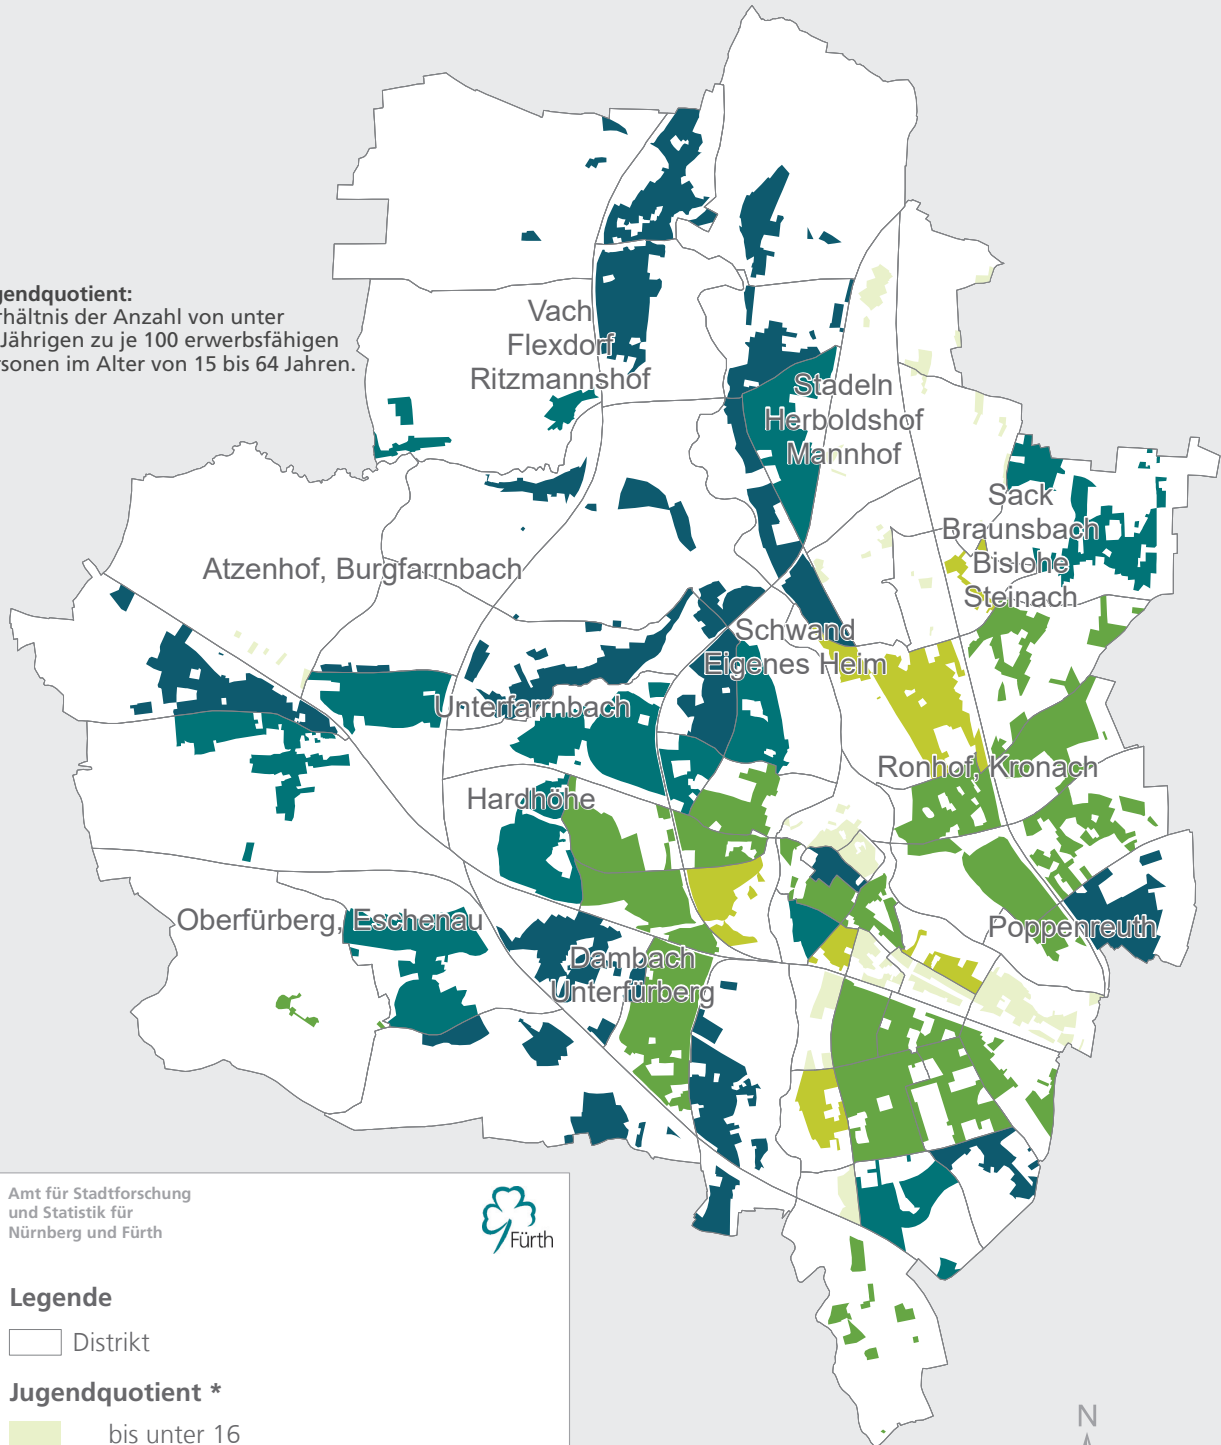 gendquotient:
rhältnis der Anzahl von unter
Jährigen zu je 100 erwerbsfähigen
rsonen im Alter von 15 bis 64 Jahren.
Vach
Flexdorf
Ritzmannshof
Stadeln
Herboldshof
Mannhof
Sack
Braunsbach
Bislohe
Steinach
Atzenhof, Burgfarrnbach
Schwand
Eigenes Heim
Unterfarrnbach
Ronhof, Kronach
Hardhöhe
Oberfürberg, Eschenau
Poppenreuth
Dambach
Unterfürberg
Amt für Stadtforschung
und Statistik für
Nürnberg und Fürth
Fürth
Legende
Distrikt
Jugendquotient *
bis unter 16
N